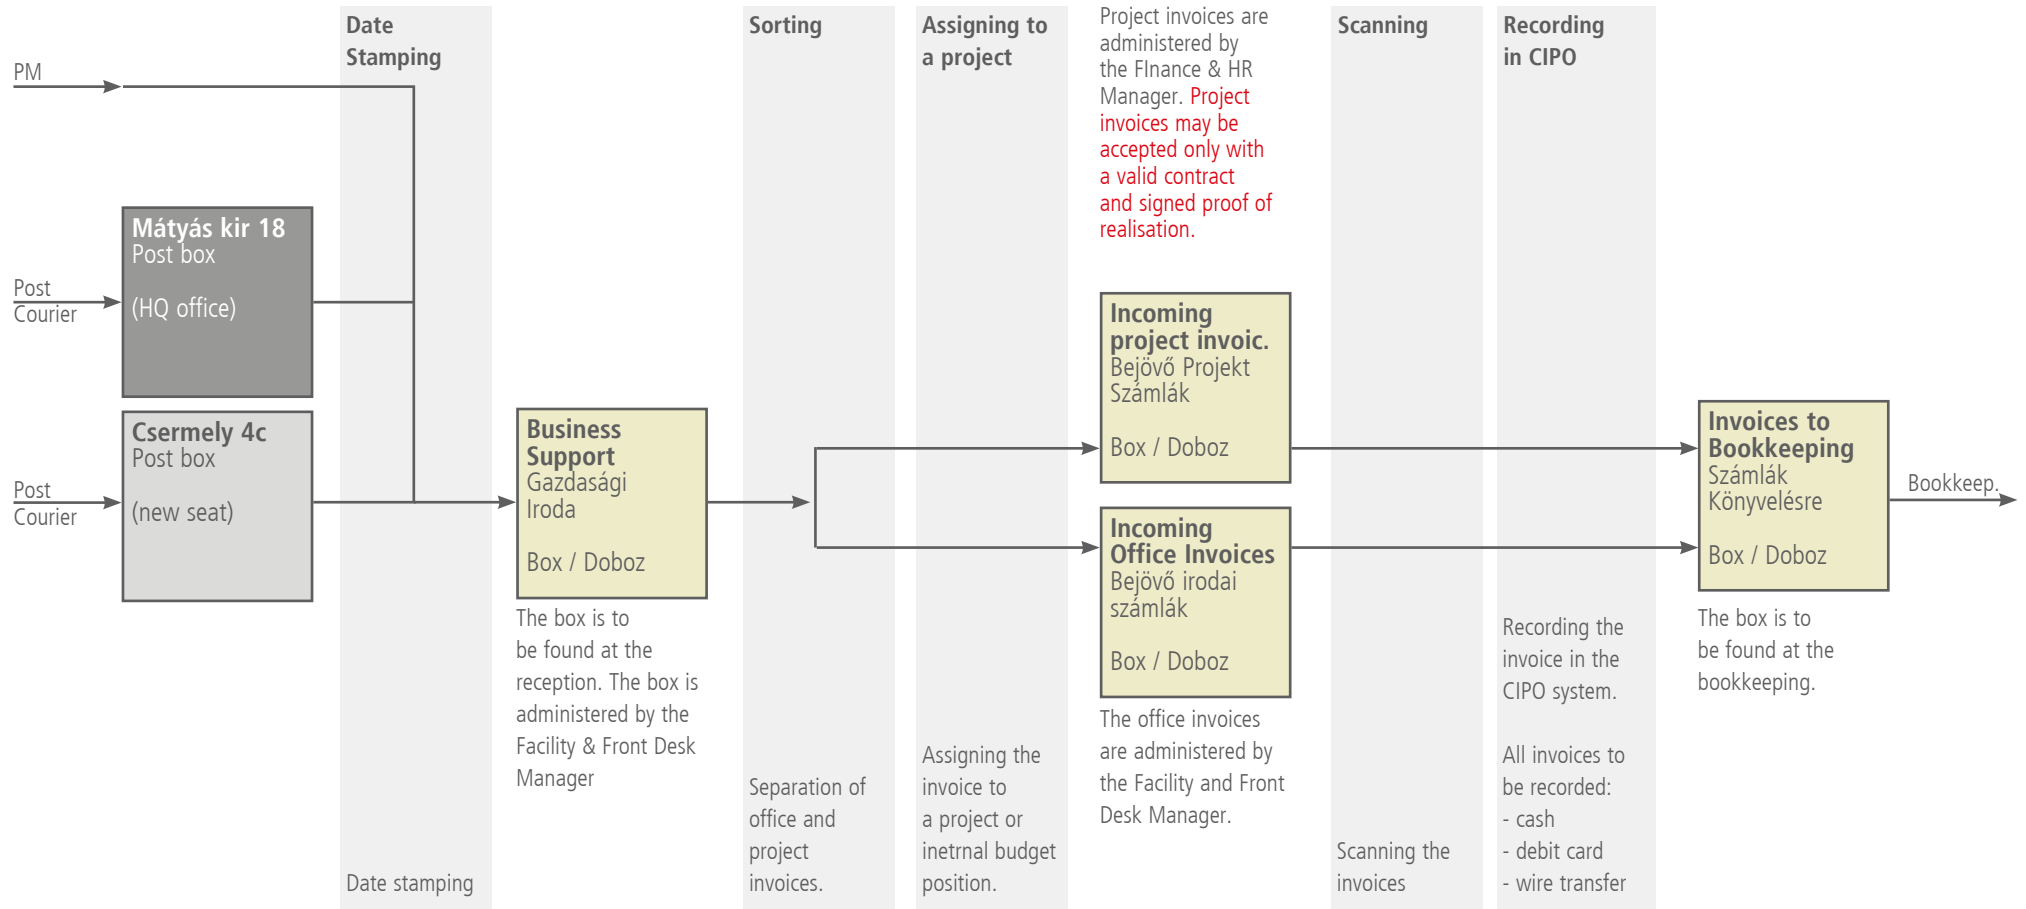 PM
Post
Courier
Post
Courier
Mátyás kir 18
Post box
(HQ office)
Csermely 4c
Post box
(new seat)
Date
Stamping
Date stamping
Business
Support
Gazdasági
Iroda
Box / Doboz
The box is to
be found at the
reception. The box is
administered by the
Facility & Front Desk
Manager
Sorting
Separation of
office and
project
invoices.
Assigning to
a project
Assigning the
invoice to
a project or
inetrnal budget
position.
Project invoices are
administered by
the FInance & HR
Manager. Project
invoices may be
accepted only with
a valid contract
and signed proof of
realisation.
Incoming
project invoic.
Bejövő Projekt
Számlák
Box / Doboz
Incoming
Office Invoices
Bejövő irodai
számlák
Box / Doboz
The office invoices
are administered by
the Facility and Front
Desk Manager.
Scanning
Scanning the
invoices
Recording
in CIPO
Recording the
invoice in the
CIPO system.
All invoices to
be recorded:
- cash
- debit card
- wire transfer
Invoices to
Bookkeeping
Számlák
Könyvelésre
Box / Doboz
The box is to
be found at the
bookkeeping.
Bookkeep.